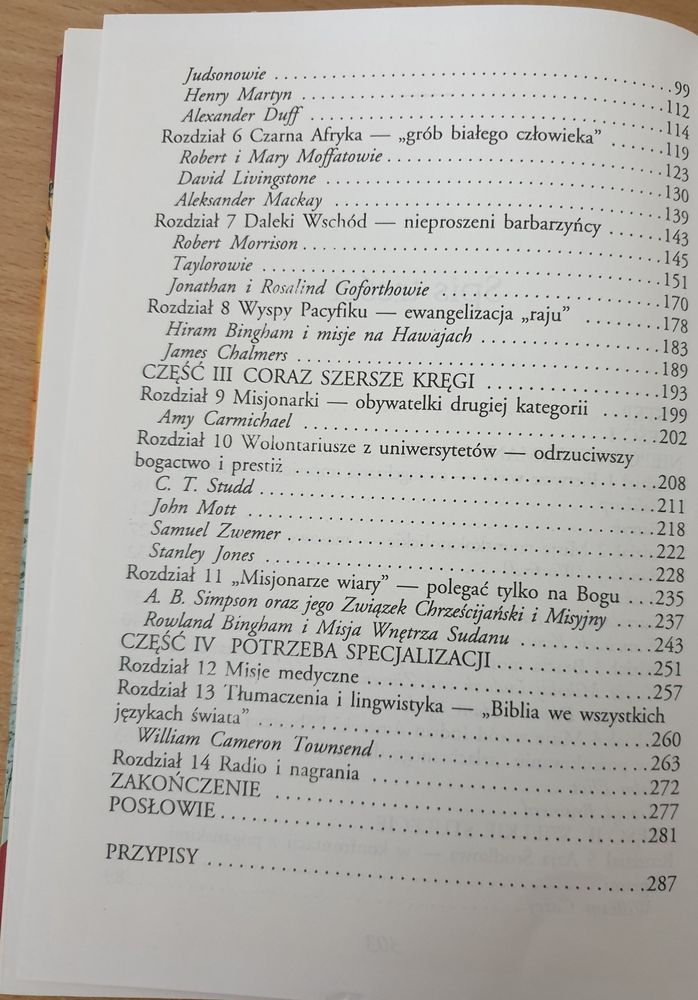 Judsonowie . . . . . . . . . . . . . . . . . . . . . . . . . . . . . . . . . . . . . . . . . 99
Henry Martyn . . . . . . . . . . . . . . . . . . . . . . . . . . . . . . . . . . . . . . 112
Alexander Duff . . . . . . . . . . . . . . . . . . . . . . . . . . . . . . . . . . . . . 114
Rozdział 6 Czarna Afryka — „grób białego człowieka” . . . . . . . 119
Robert i Mary Moffatowie . . . . . . . . . . . . . . . . . . . . . . . . . . . . 123
David Livingstone . . . . . . . . . . . . . . . . . . . . . . . . . . . . . . . . . . 130
Aleksander Mackay . . . . . . . . . . . . . . . . . . . . . . . . . . . . . . . . . 139
Rozdział 7 Daleki Wschód — nieproszeni barbarzyńcy . . . . . . . 143
Robert Morrison . . . . . . . . . . . . . . . . . . . . . . . . . . . . . . . . . . . . 145
Taylorowie . . . . . . . . . . . . . . . . . . . . . . . . . . . . . . . . . . . . . . . . . 151
Jonathan i Rosalind Goforthowie . . . . . . . . . . . . . . . . . . . . . . . 170
Rozdział 8 Wyspy Pacyfiku — ewangelizacja „raju” . . . . . . . . . 178
Hiram Bingham i misje na Hawajach . . . . . . . . . . . . . . . . . . . 183
James Chalmers . . . . . . . . . . . . . . . . . . . . . . . . . . . . . . . . . . . . 189
CZĘŚĆ III CORAZ SZERSZE KRĘGI . . . . . . . . . . . . . . . . . . . 193
Rozdział 9 Misjonarki — obywatelki drugiej kategorii . . . . . . . . 199
Amy Carmichael . . . . . . . . . . . . . . . . . . . . . . . . . . . . . . . . . . . . 202
Rozdział 10 Wolontariusze z uniwersytetów — odrzuciwszy
bogactwo i prestiż . . . . . . . . . . . . . . . . . . . . . . . . . . . . . . . . . . . . 208
C. T. Studd . . . . . . . . . . . . . . . . . . . . . . . . . . . . . . . . . . . . . . . . 211
John Mott . . . . . . . . . . . . . . . . . . . . . . . . . . . . . . . . . . . . . . . . . 218
Samuel Zwemer . . . . . . . . . . . . . . . . . . . . . . . . . . . . . . . . . . . . 222
Stanley Jones . . . . . . . . . . . . . . . . . . . . . . . . . . . . . . . . . . . . . . 228
Rozdział 11 „Misjonarze wiary” — polegać tylko na Bogu . . . 235
A. B. Simpson oraz jego Związek Chrześcijański i Misyjny . . . . 237
Rowland Bingham i Misja Wnętrza Sudanu . . . . . . . . . . . . . . 243
CZĘŚĆ IV POTRZEBA SPECJALIZACJI . . . . . . . . . . . . . . . . . 251
Rozdział 12 Misje medyczne . . . . . . . . . . . . . . . . . . . . . . . . . . . 257
Rozdział 13 Tłumaczenia i lingwistyka — „Biblia we wszystkich
językach świata” . . . . . . . . . . . . . . . . . . . . . . . . . . . . . . . . . . . . . 260
William Cameron Townsend . . . . . . . . . . . . . . . . . . . . . . . . . . 263
Rozdział 14 Radio i nagrania . . . . . . . . . . . . . . . . . . . . . . . . . . . 272
ZAKOŃCZENIE . . . . . . . . . . . . . . . . . . . . . . . . . . . . . . . . . . . . . 277
POSŁOWIE . . . . . . . . . . . . . . . . . . . . . . . . . . . . . . . . . . . . . . . . . 281
PRZYPISY . . . . . . . . . . . . . . . . . . . . . . . . . . . . . . . . . . . . . . . . . . 287